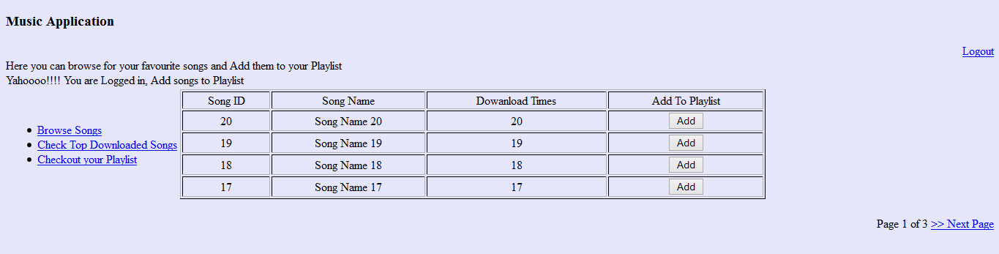 Music Application
Logout
Here you can browse for your favourite songs and Add them to your Playlist
Yahoooo!!!! You are Logged in, Add songs to Playlist
Browse Songs
Check Top Downloaded Songs
Checkout your Playlist
Song ID Song Name Dowanload Times Add To Playlist
20 Song Name 20 20 Add
19 Song Name 19 19 Add
18 Song Name 18 18 Add
17 Song Name 17 17 Add
Page 1 of 3 >> Next Page